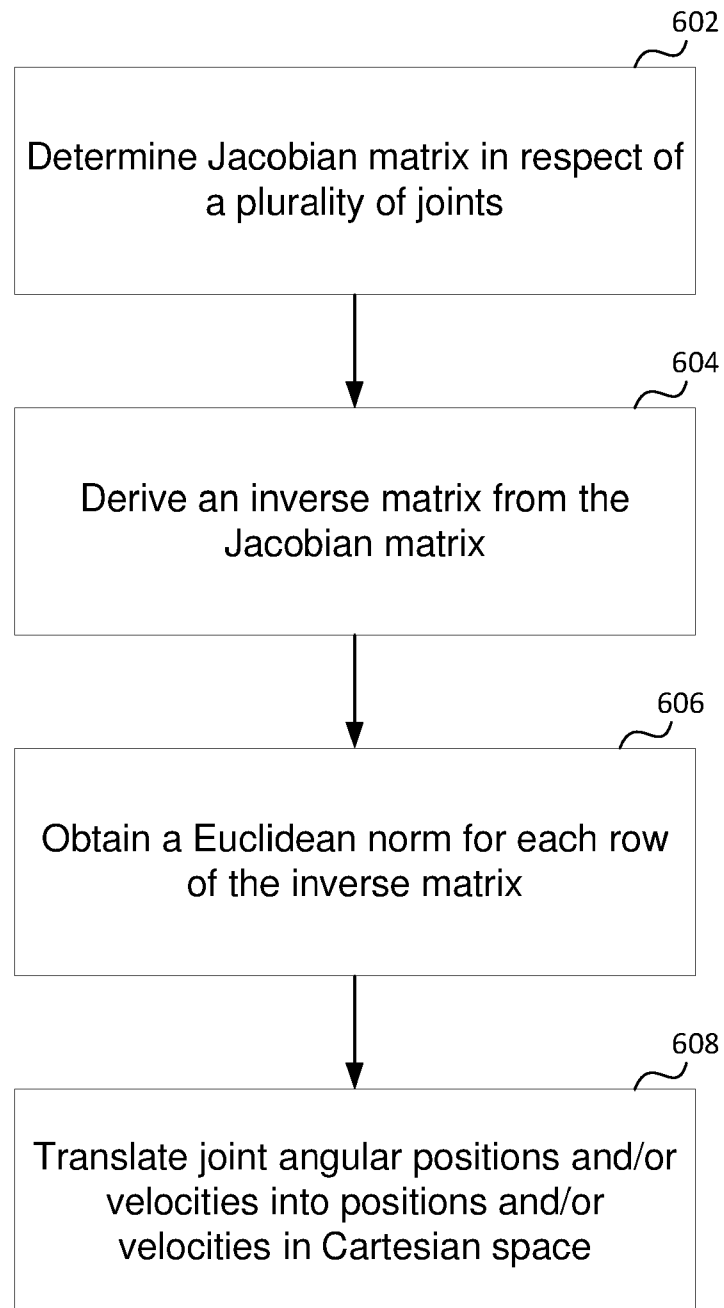 602
Determine Jacobian matrix in respect of
a plurality of joints
604
Derive an inverse matrix from the
Jacobian matrix
606
Obtain a Euclidean norm for each row
of the inverse matrix
608
Translate joint angular positions and/or
velocities into positions and/or
velocities in Cartesian space